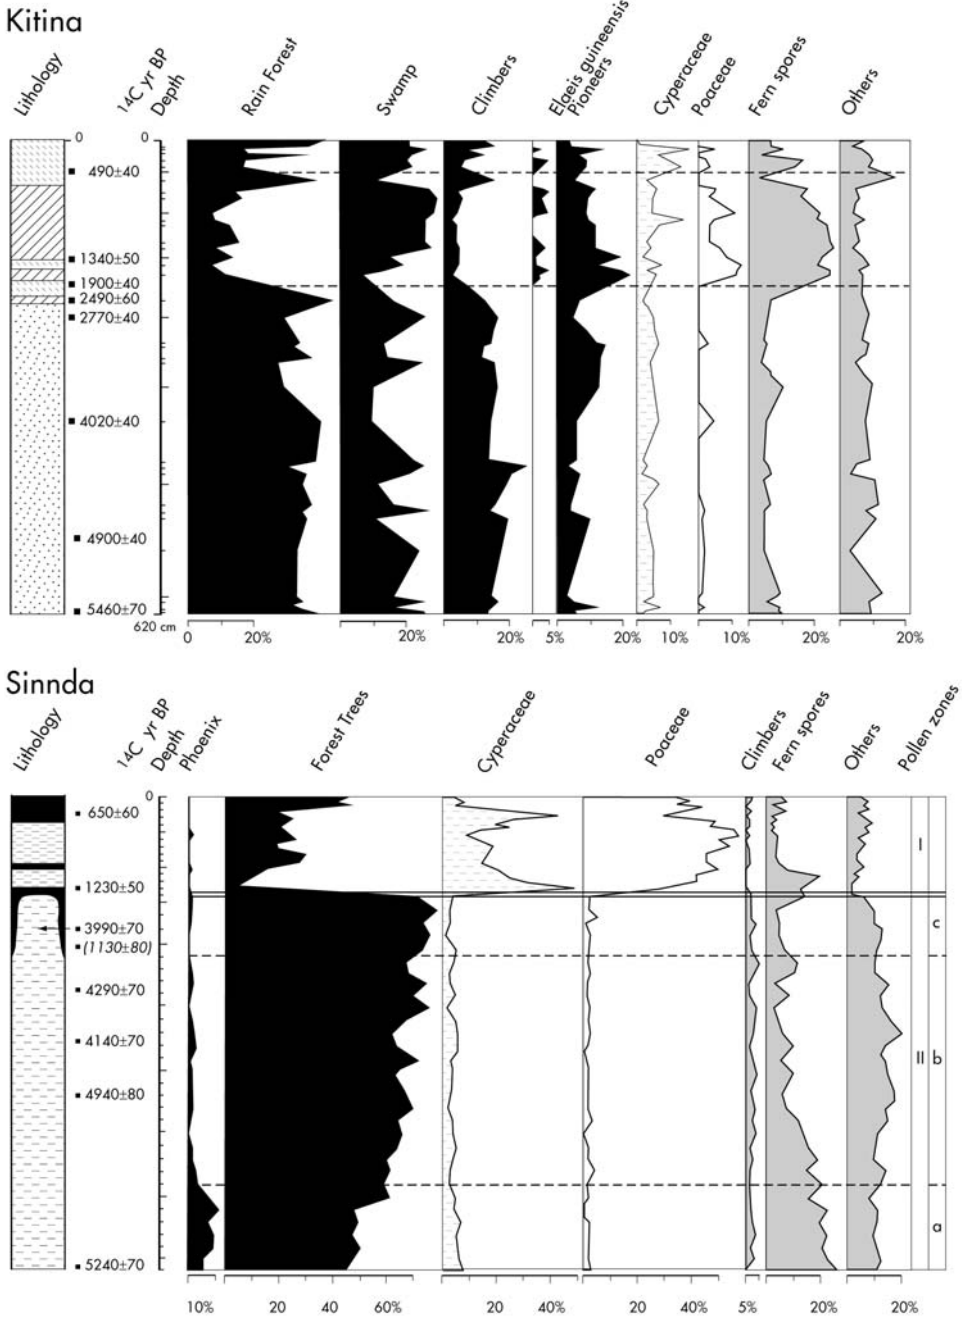 Kitina
Lithology
14C yr BP
Depth
Rain Forest
Swamp
Climbers
Elaeis guineensis
Pioneers
Cyperaceae
Poaceae
Fern spores
Others
0
0
490±40
1340±50
1900±40
2490±60
2770±40
4020±40
4900±40
5460±70
620 cm
0 20% 20% 20% 5% 20% 10% 10% 20% 20%
Sinnda
Lithology
14C yr BP
Depth
Phoenix
Forest Trees
Cyperaceae
Poaceae
Climbers
Fern spores
Others
Pollen zones
0
650±60
I
1230±50
3990±70
c
(1130±80)
4290±70
4140±70
II b
4940±80
a
5240±70
10% 20 40 60% 20 40% 20 40% 5% 20% 20%